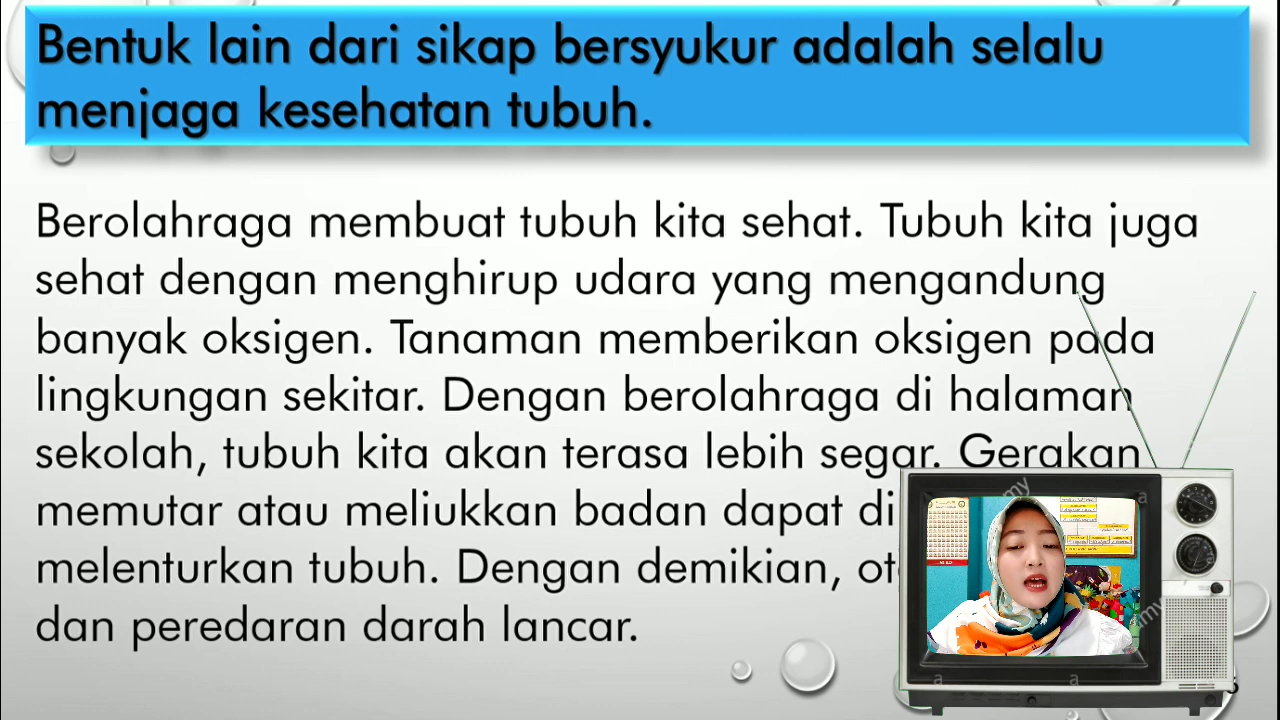 Bentuk lain dari sikap bersyukur adalah selalu
menjaga kesehatan tubuh.
Berolahraga membuat tubuh kita sehat. Tubuh kita juga
sehat dengan menghirup udara yang mengandung
banyak oksigen. Tanaman memberikan oksigen pada
lingkungan sekitar. Dengan berolahraga di halaman
sekolah, tubuh kita akan terasa lebih segar. Gerakan
memutar atau meliukkan badan dapat
melenturkan tubuh. Dengan demikian,
dan peredaran darah lancar.